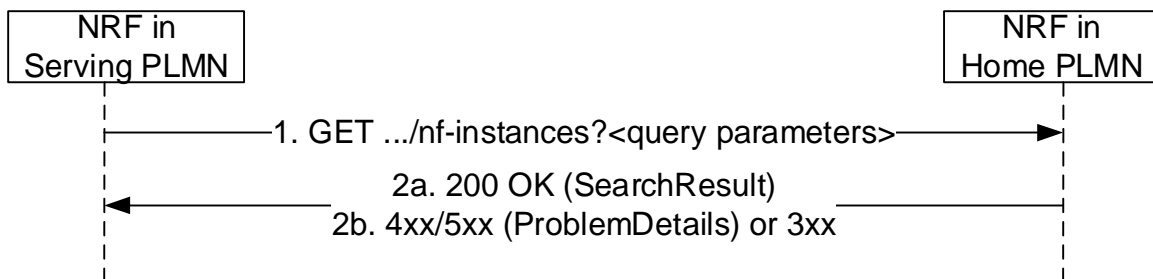 NRF in
Serving PLMN
NRF in
Home PLMN
1. GET .../nf-instances?<query parameters>
2a. 200 OK (SearchResult)
2b. 4xx/5xx (ProblemDetails) or 3xx